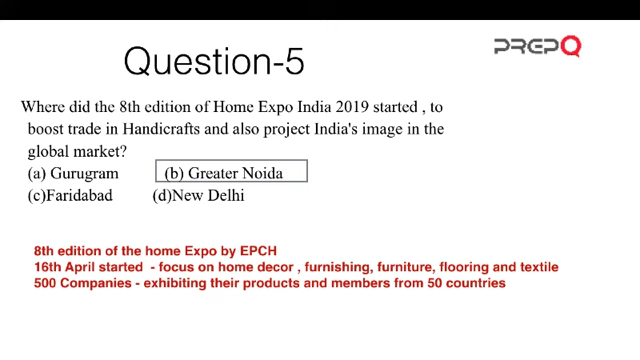 PREPQ
Question-5
Where did the 8th edition of Home Expo India 2019 started , to
boost trade in Handicrafts and also project India's image in the
global market?
(a) Gurugram (b) Greater Noida
(c)Faridabad (d)New Delhi
8th edition of the home Expo by EPCH
16th April started - focus on home decor , furnishing, furniture, flooring and textile
500 Companies - exhibiting their products and members from 50 countries